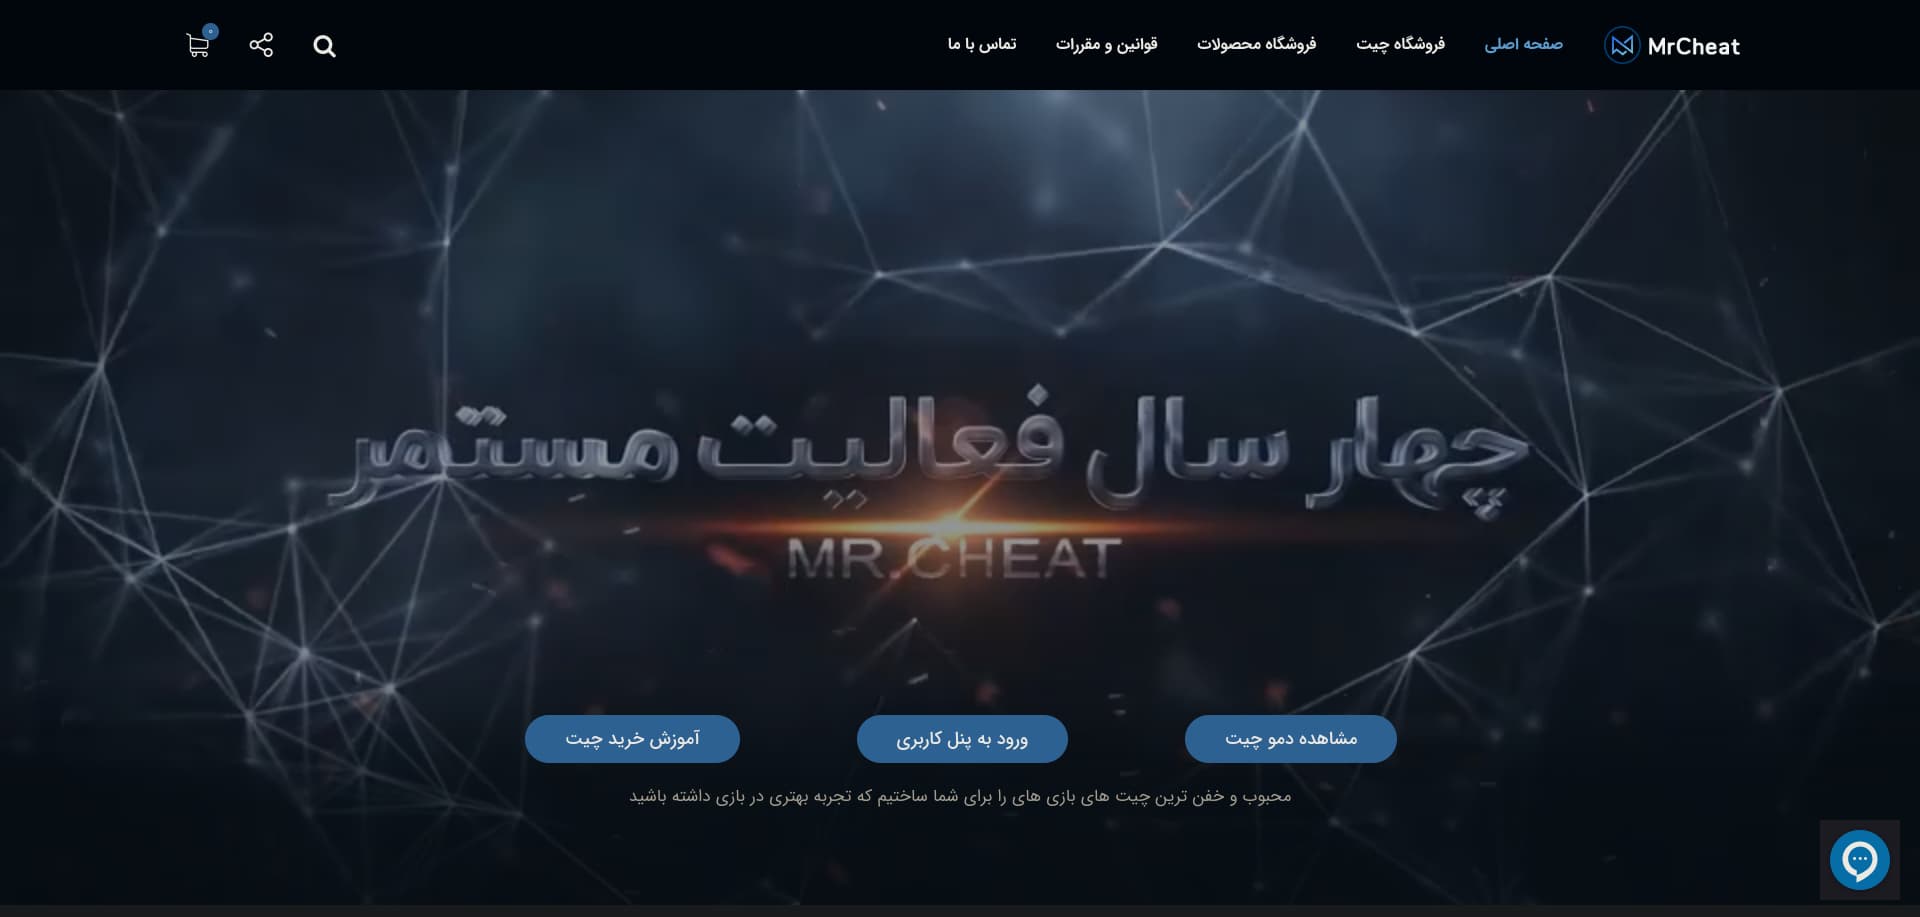 MrCheat
صفحه اصلی
فروشگاه چیت
فروشگاه محصولات
قوانین و مقررات
تماس با ما
۰
چهار سال فعالیت مستمر
MR.CHEAT
مشاهده دمو چیت
ورود به پنل کاربری
آموزش خرید چیت
محبوب و خفن ترین چیت های بازی های را برای شما ساختیم که تجربه بهتری در بازی داشته باشید